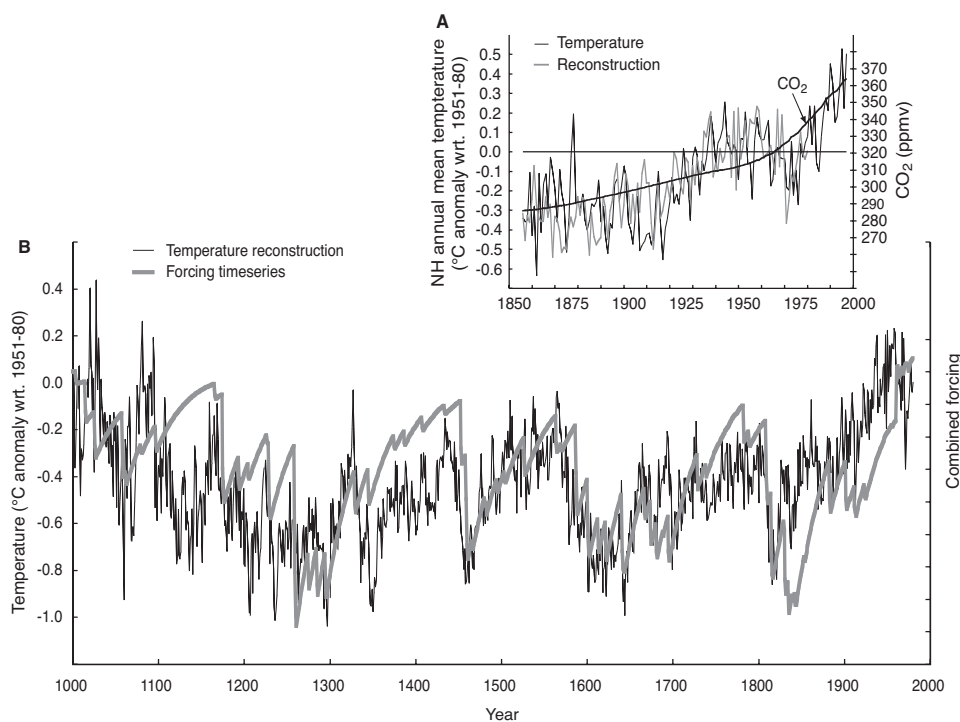 A
NH annual mean tempterature
(°C anomaly wrt. 1951-80)
0.5
0.4
0.3
0.2
0.1
0.0
-0.1
-0.2
-0.3
-0.4
-0.5
-0.6
Temperature
Reconstruction
CO2
370
360
350
340
330
320
310
300
290
280
270
CO2 (ppmv)
1850 1875 1900 1925 1950 1975 2000
B
Temperature reconstruction
Forcing timeseries
Temperature (°C anomaly wrt. 1951-80)
0.4
0.2
0.0
-0.2
-0.4
-0.6
-0.8
-1.0
Combined forcing
1000 1100 1200 1300 1400 1500 1600 1700 1800 1900 2000
Year